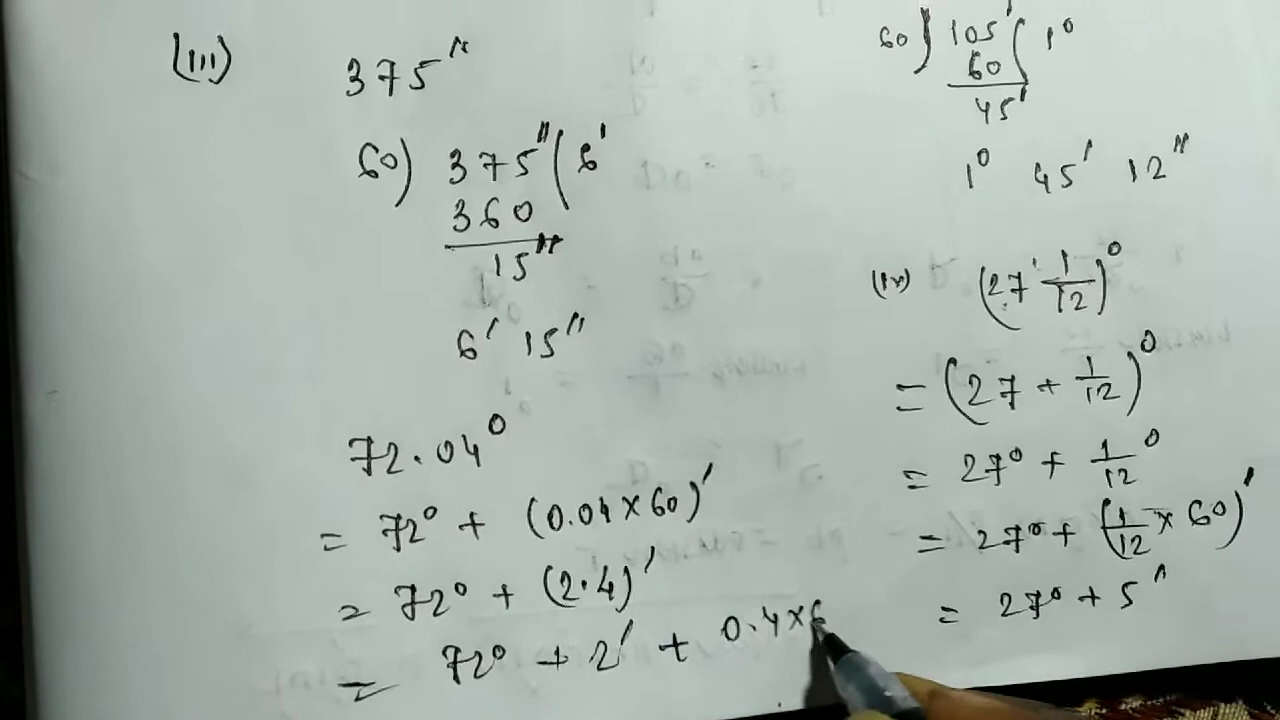 (III) 375"
60) 375" (6'
360
15"
6' 15"
72.04°
= 72° + (0.04×60)'
= 72° + (2.4)'
= 72° + 2' + 0.4×6
60) 105' (1°
60
45'
1° 45' 12"
(iv) (27 1/12)°
= (27 + 1/12)°
= 27° + 1/12°
= 27° + (1/12 × 60)'
= 27° + 5"